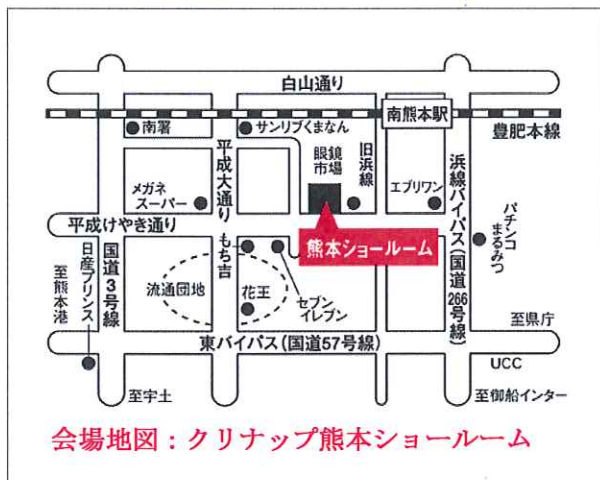 白山通り
南熊本駅
豊肥本線
南署
サンリブくまなん
平成大通り
眼鏡
市場
旧浜線
エブリワン
浜線バイパス(国道266号線)
パチンコ
まるみつ
メガネ
スーパー
平成けやき通り
熊本ショールーム
国道3号線
日産プリンス
至熊本港
もち吉
セブン
イレブン
流通団地
花王
東バイパス(国道57号線)
至県庁
UCC
至宇土
至御船インター
会場地図：クリナップ熊本ショールーム